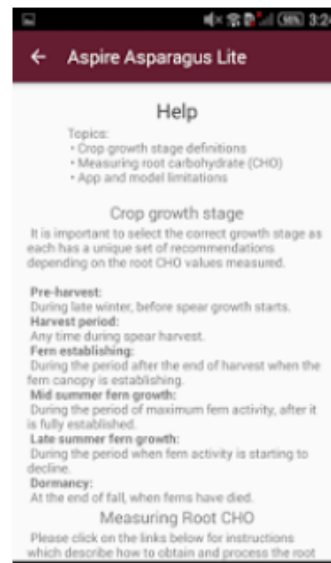 98% 3:24
Aspire Asparagus Lite
Help
Topics:
• Crop growth stage definitions
• Measuring root carbohydrate (CHO)
• App and model limitations
Crop growth stage
It is important to select the correct growth stage as
each has a unique set of recommendations
depending on the root CHO values measured.
Pre-harvest:
During late winter, before spear growth starts.
Harvest period:
Any time during spear harvest.
Fern establishing:
During the period after the end of harvest when the
fern canopy is establishing.
Mid summer fern growth:
During the period of maximum fern activity, after it
is fully established.
Late summer fern growth:
During the period when fern activity is starting to
decline.
Dormancy:
At the end of fall, when ferns have died.
Measuring Root CHO
Please click on the links below for instructions
which describe how to obtain and process the root